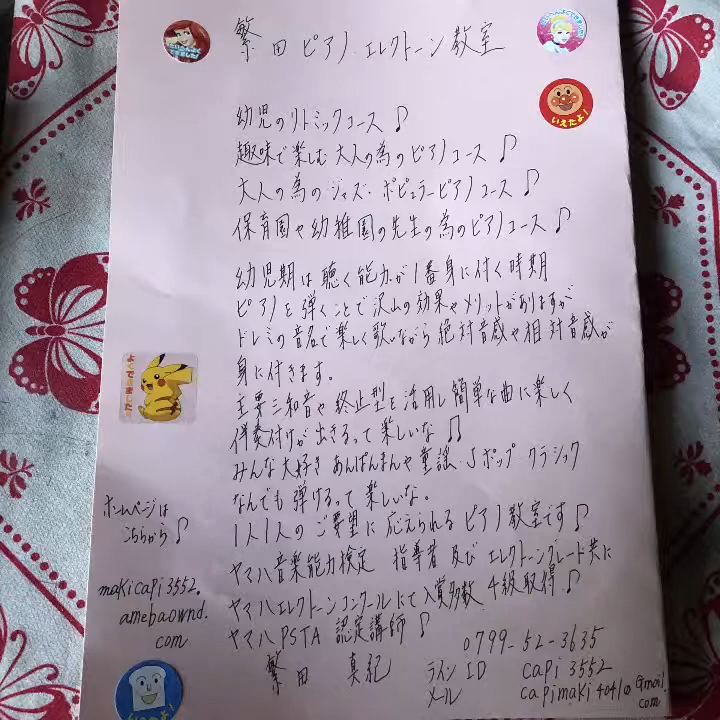 繁田 ピアノ.エレクトーン教室
幼児のリトミックコース♪
趣味で楽しむ大人の為のピアノコース♪
大人の為のジャズ・ポピュラーピアノコース♪
保育園や幼稚園の先生の為のピアノコース♪
幼児期は聴く能力が1番身に付く時期
ピアノを弾くことで沢山の効果やメリットがありますが
ドレミの音名で楽しく歌いながら絶対音感や相対音感が
身に付きます。
主要三和音や終止型を活用し簡単な曲に楽しく
伴奏付けが出きるって楽しいな♫
みんな大好きあんぱんまんや童謡.Jポップ クラシック
なんでも弾けるって楽しいな。
1人1人のご要望に応えられるピアノ教室です♪
ヤマハ音楽能力検定 指導者及びエレクトーングレード共に
ヤマハエレクトーンコンクールにて入賞多数 4級取得♪
ヤマハPSTA 認定講師♪
繁田 真紀
0799-52-3635
ラインID capi3552
メール capimaki4041@Gmail.
com
ホームページは
こちらから♪
makicapi3552.
amebaownd.
com
よくできました
いえたよ!